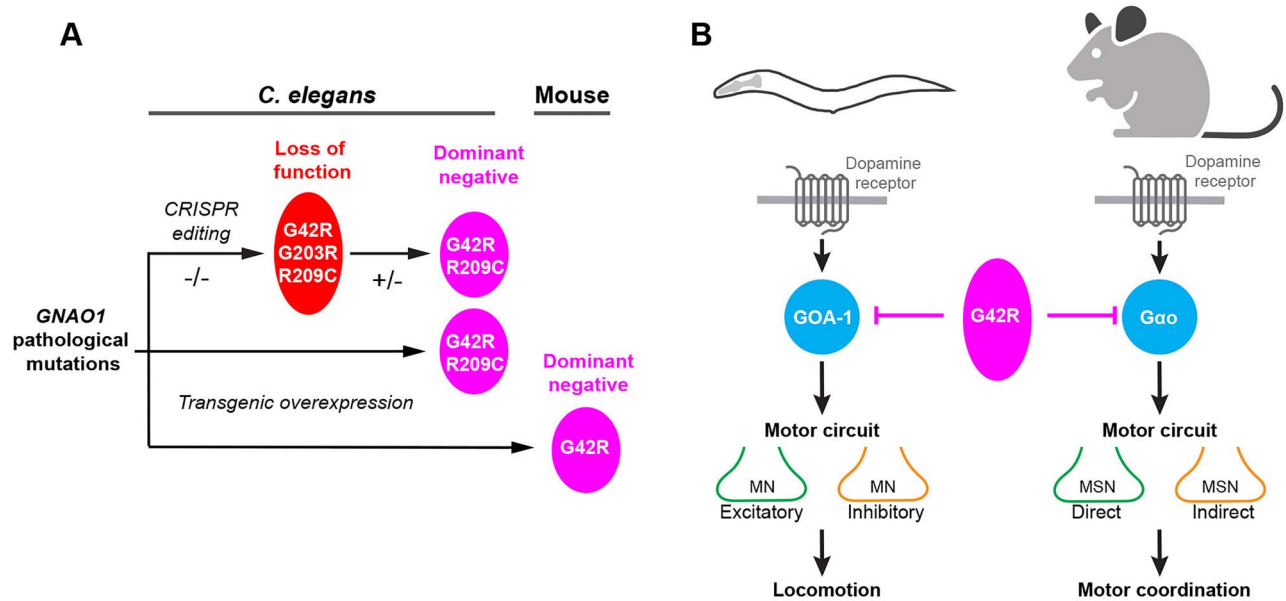 A
C. elegans
Mouse
Loss of
function
Dominant
negative
CRISPR
editing
-/-
G42R
G203R
R209C
+/-
G42R
R209C
GNAO1
pathological
mutations
G42R
R209C
Transgenic overexpression
Dominant
negative
G42R
B
Dopamine
receptor
Dopamine
receptor
GOA-1
G42R
Gαo
Motor circuit
Motor circuit
MN
MN
MSN
MSN
Excitatory
Inhibitory
Direct
Indirect
Locomotion
Motor coordination